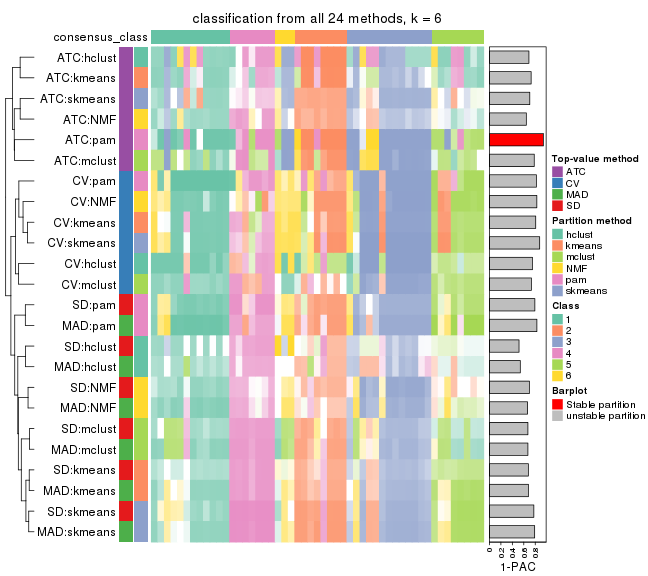 classification from all 24 methods, k = 6
consensus_class
ATC:hclust
ATC:kmeans
ATC:skmeans
ATC:NMF
ATC:pam
ATC:mclust
CV:pam
CV:NMF
CV:kmeans
CV:skmeans
CV:hclust
CV:mclust
SD:pam
MAD:pam
SD:hclust
MAD:hclust
SD:NMF
MAD:NMF
SD:mclust
MAD:mclust
SD:kmeans
MAD:kmeans
SD:skmeans
MAD:skmeans
0
0.2
0.4
0.6
0.8
1-PAC
Top-value method
ATC
CV
MAD
SD
Partition method
hclust
kmeans
mclust
NMF
pam
skmeans
Class
1
2
3
4
5
6
Barplot
Stable partition
unstable partition